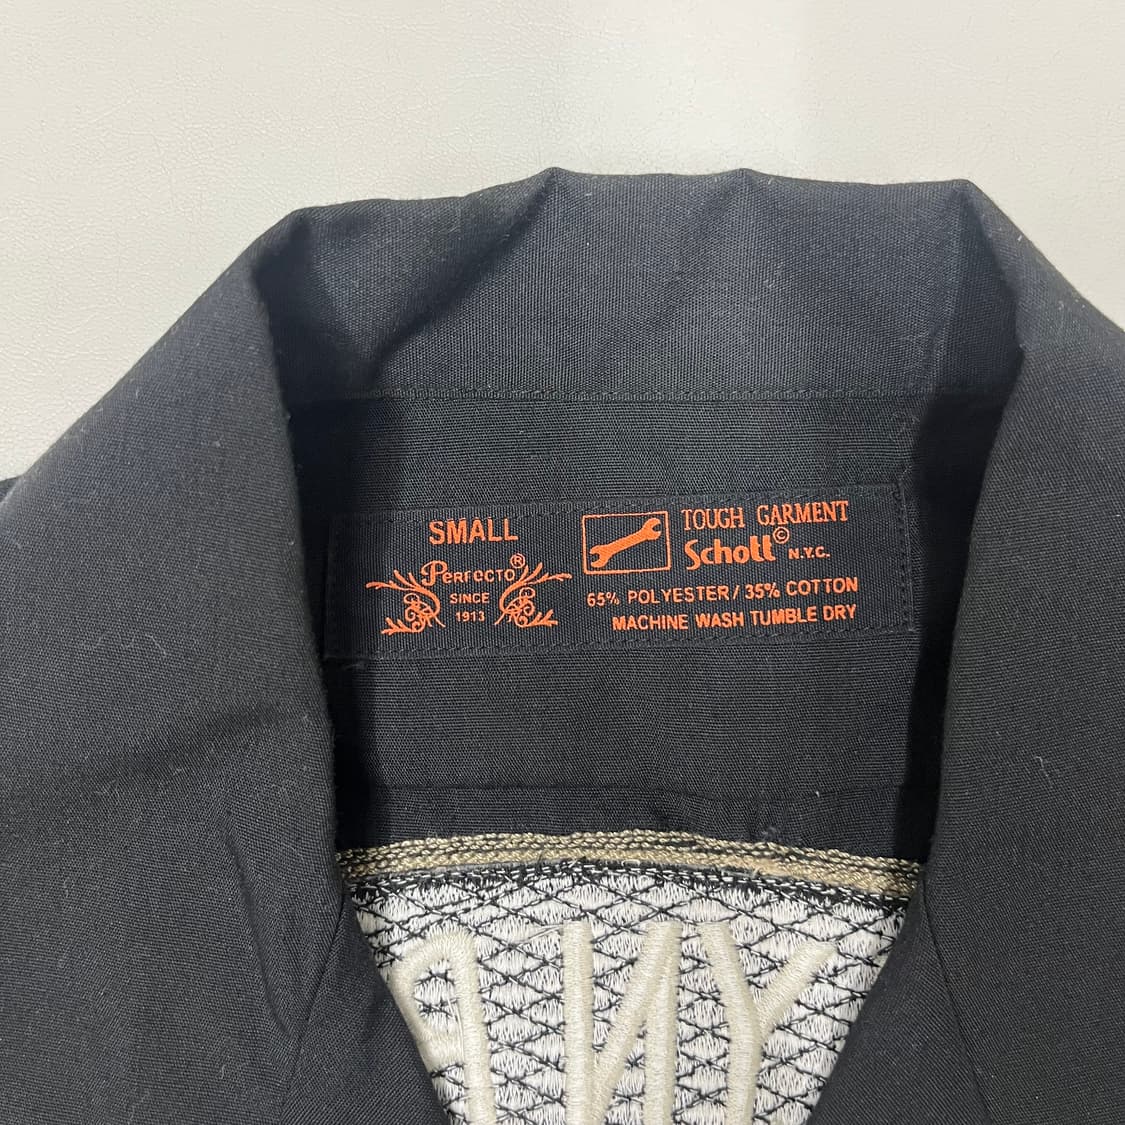 SMALL
Perfecto®
SINCE
1913
TOUGH GARMENT
Schott© N.Y.C.
65% POLYESTER / 35% COTTON
MACHINE WASH TUMBLE DRY